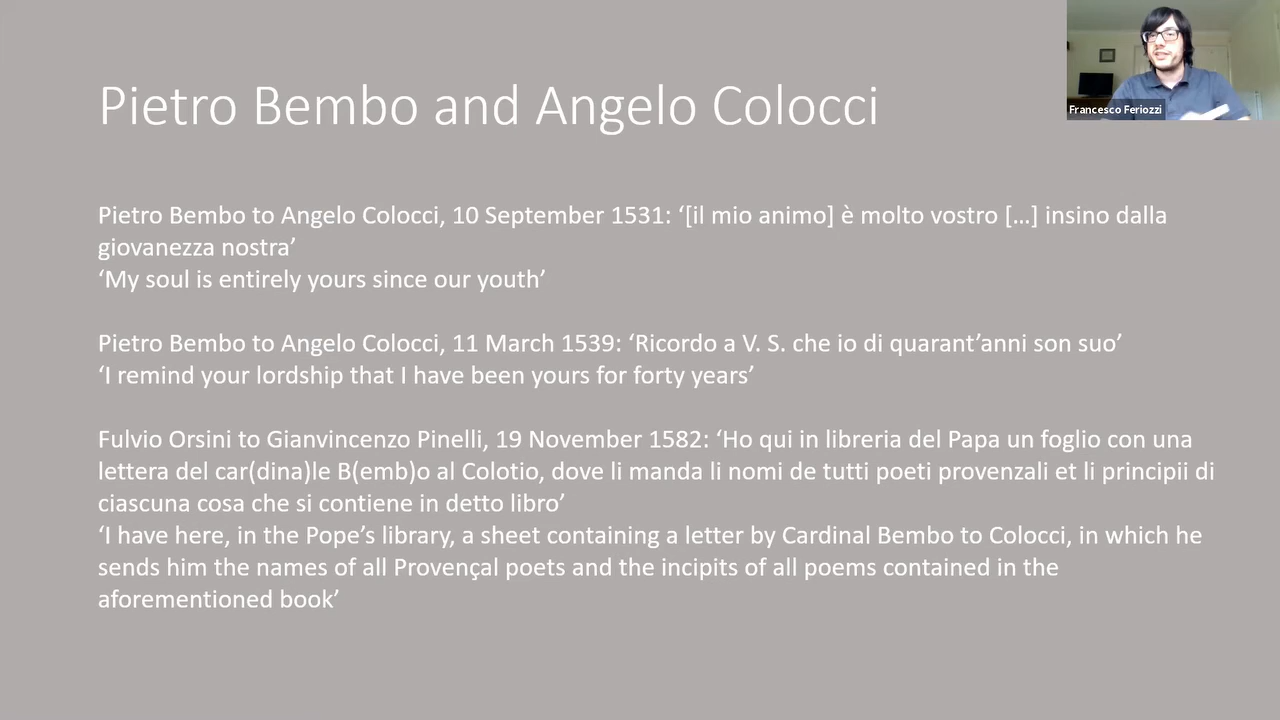 Pietro Bembo and Angelo Colocci
Francesco Feriozzi
Pietro Bembo to Angelo Colocci, 10 September 1531: ‘[il mio animo] è molto vostro […] insino dalla
giovanezza nostra’
‘My soul is entirely yours since our youth’
Pietro Bembo to Angelo Colocci, 11 March 1539: ‘Ricordo a V. S. che io di quarant’anni son suo’
‘I remind your lordship that I have been yours for forty years’
Fulvio Orsini to Gianvincenzo Pinelli, 19 November 1582: ‘Ho qui in libreria del Papa un foglio con una
lettera del car(dina)le B(emb)o al Colotio, dove li manda li nomi de tutti poeti provenzali et li principii di
ciascuna cosa che si contiene in detto libro’
‘I have here, in the Pope’s library, a sheet containing a letter by Cardinal Bembo to Colocci, in which he
sends him the names of all Provençal poets and the incipits of all poems contained in the
aforementioned book’